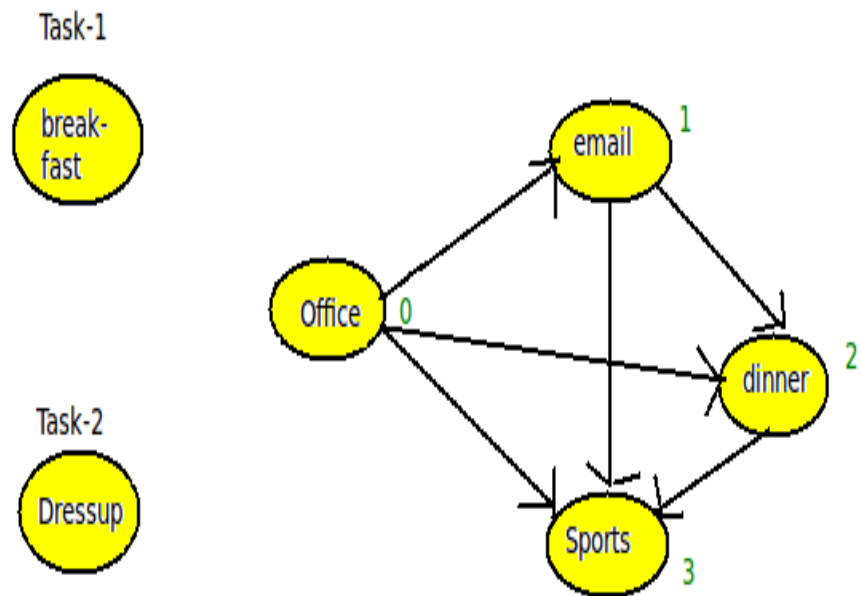 Task-1
break-
fast
email
1
Office
0
dinner
2
Task-2
Dressup
Sports
3